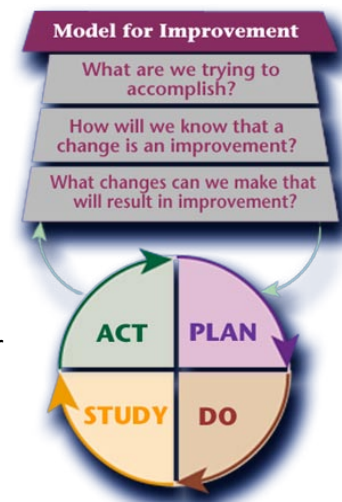 Model for Improvement
What are we trying to
accomplish?
How will we know that a
change is an improvement?
What changes can we make that
will result in improvement?
ACT PLAN
STUDY DO